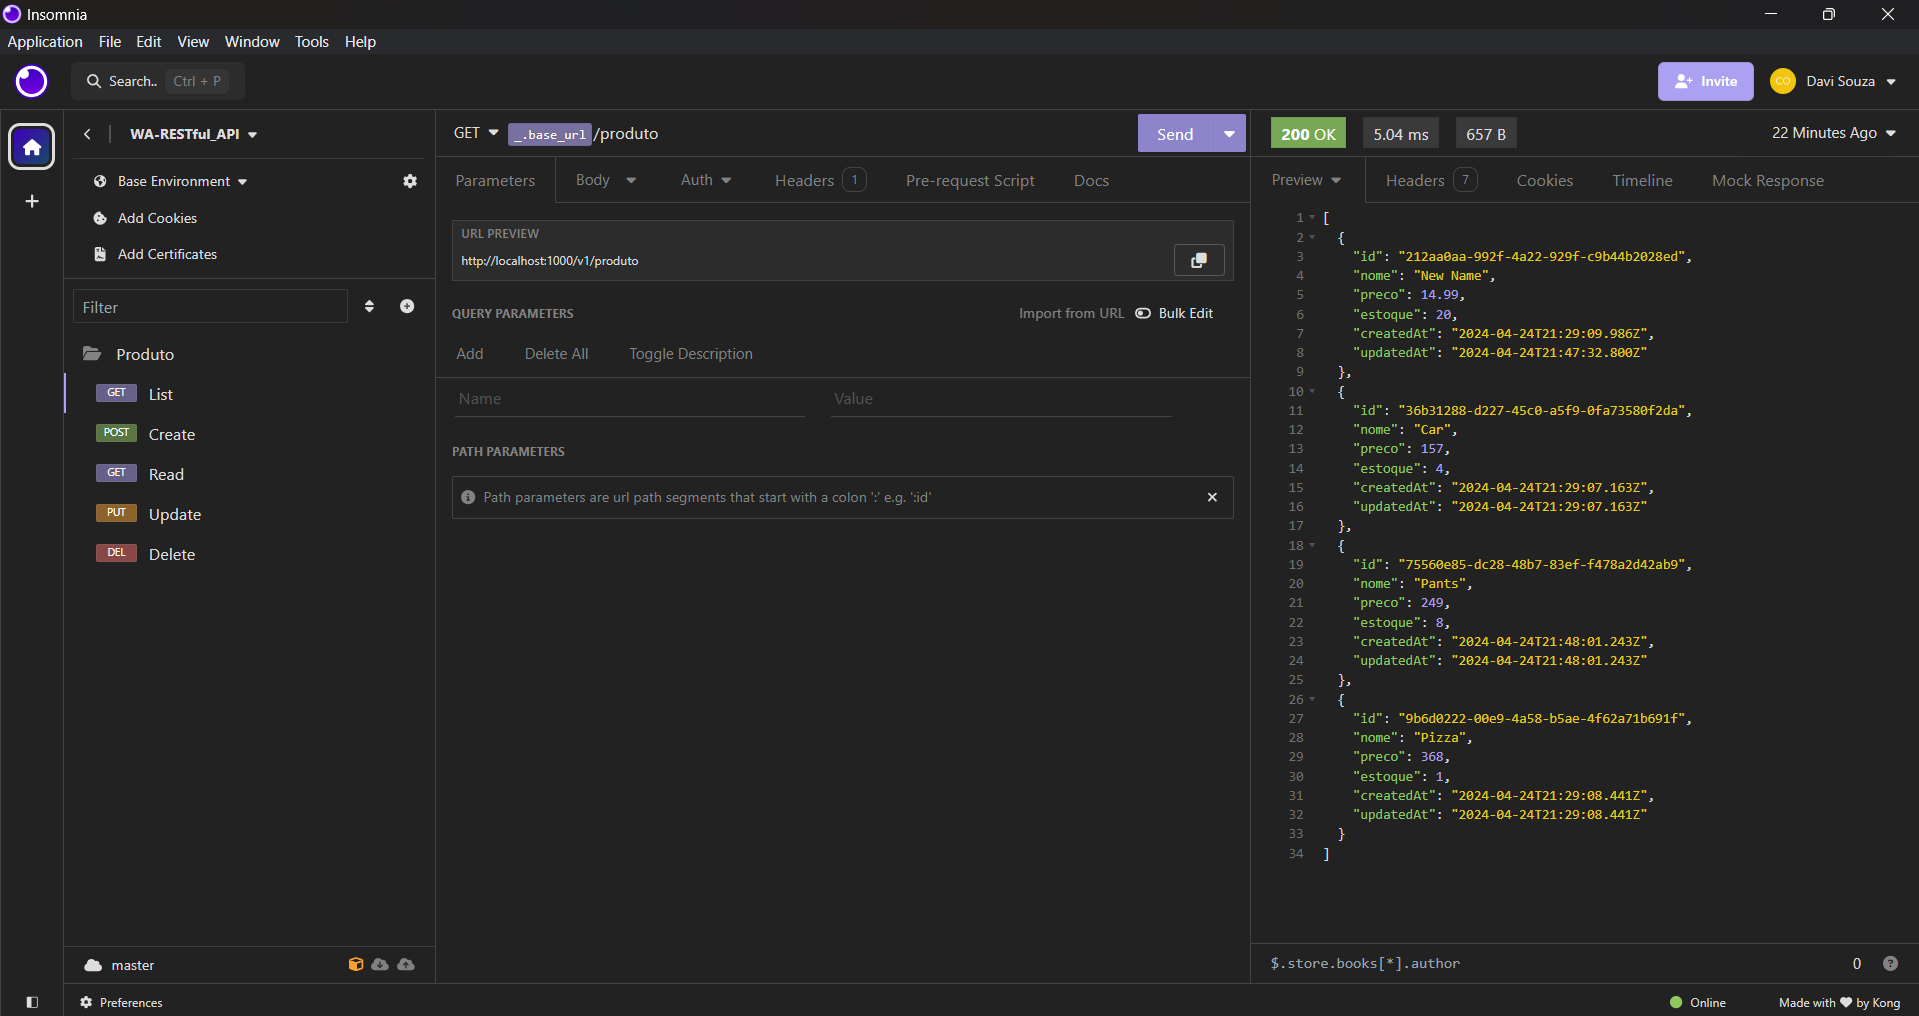 Insomnia
Application File Edit View Window Tools Help
Search.. Ctrl + P
Invite
CO Davi Souza
WA-RESTful_API
Base Environment
Add Cookies
Add Certificates
Filter
Produto
GET List
POST Create
GET Read
PUT Update
DEL Delete
master
Preferences
GET _.base_url/produto
Send
Parameters Body Auth Headers 1 Pre-request Script Docs
URL PREVIEW
http://localhost:1000/v1/produto
QUERY PARAMETERS Import from URL Bulk Edit
Add Delete All Toggle Description
Name Value
PATH PARAMETERS
Path parameters are url path segments that start with a colon ':' e.g. ':id'
200 OK 5.04 ms 657 B 22 Minutes Ago
Preview Headers 7 Cookies Timeline Mock Response
1 [
2 {
3 "id": "212aa0aa-992f-4a22-929f-c9b44b2028ed",
4 "nome": "New Name",
5 "preco": 14.99,
6 "estoque": 20,
7 "createdAt": "2024-04-24T21:29:09.986Z",
8 "updatedAt": "2024-04-24T21:47:32.800Z"
9 },
10 {
11 "id": "36b31288-d227-45c0-a5f9-0fa73580f2da",
12 "nome": "Car",
13 "preco": 157,
14 "estoque": 4,
15 "createdAt": "2024-04-24T21:29:07.163Z",
16 "updatedAt": "2024-04-24T21:29:07.163Z"
17 },
18 {
19 "id": "75560e85-dc28-48b7-83ef-f478a2d42ab9",
20 "nome": "Pants",
21 "preco": 249,
22 "estoque": 8,
23 "createdAt": "2024-04-24T21:48:01.243Z",
24 "updatedAt": "2024-04-24T21:48:01.243Z"
25 },
26 {
27 "id": "9b6d0222-00e9-4a58-b5ae-4f62a71b691f",
28 "nome": "Pizza",
29 "preco": 368,
30 "estoque": 1,
31 "createdAt": "2024-04-24T21:29:08.441Z",
32 "updatedAt": "2024-04-24T21:29:08.441Z"
33 }
34 ]
$.store.books[*].author 0
Online Made with ♥ by Kong